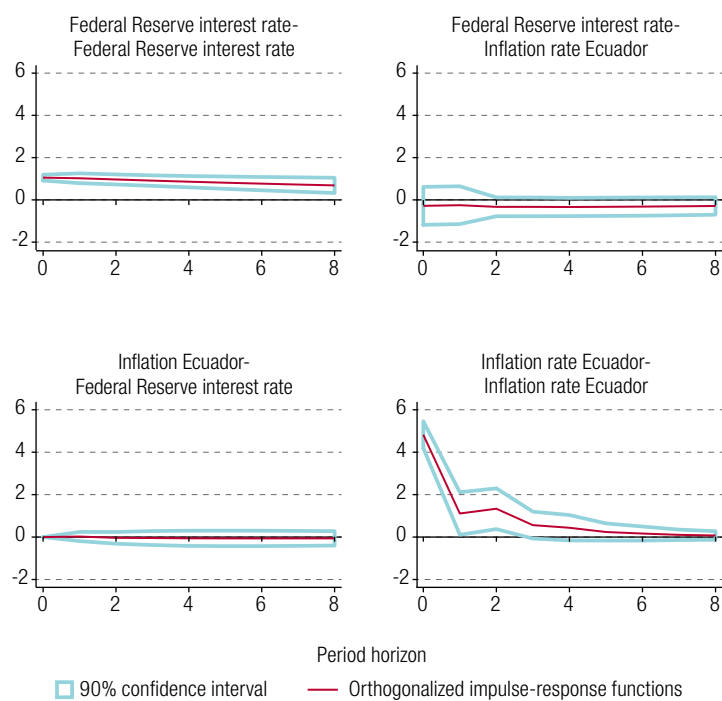 Federal Reserve interest rate-
Federal Reserve interest rate
6
4
2
0
-2
0 2 4 6 8
Federal Reserve interest rate-
Inflation rate Ecuador
6
4
2
0
-2
0 2 4 6 8
Inflation Ecuador-
Federal Reserve interest rate
6
4
2
0
-2
0 2 4 6 8
Inflation rate Ecuador-
Inflation rate Ecuador
6
4
2
0
-2
0 2 4 6 8
Period horizon
90% confidence interval
Orthogonalized impulse-response functions